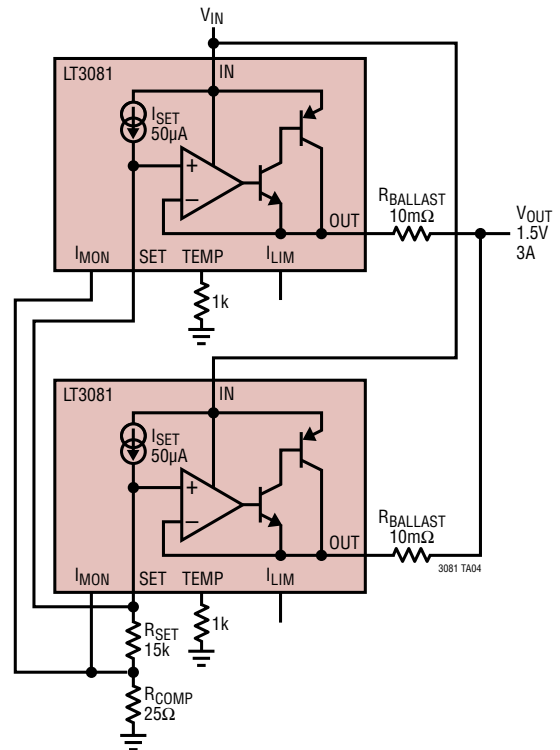 VIN
LT3081
IN
ISET
50µA
+
–
OUT
RBALLAST
10mΩ
VOUT
1.5V
3A
IMON
SET
TEMP
ILIM
1k
LT3081
IN
ISET
50µA
+
–
OUT
RBALLAST
10mΩ
3081 TA04
IMON
SET
TEMP
ILIM
RSET
15k
1k
RCOMP
25Ω